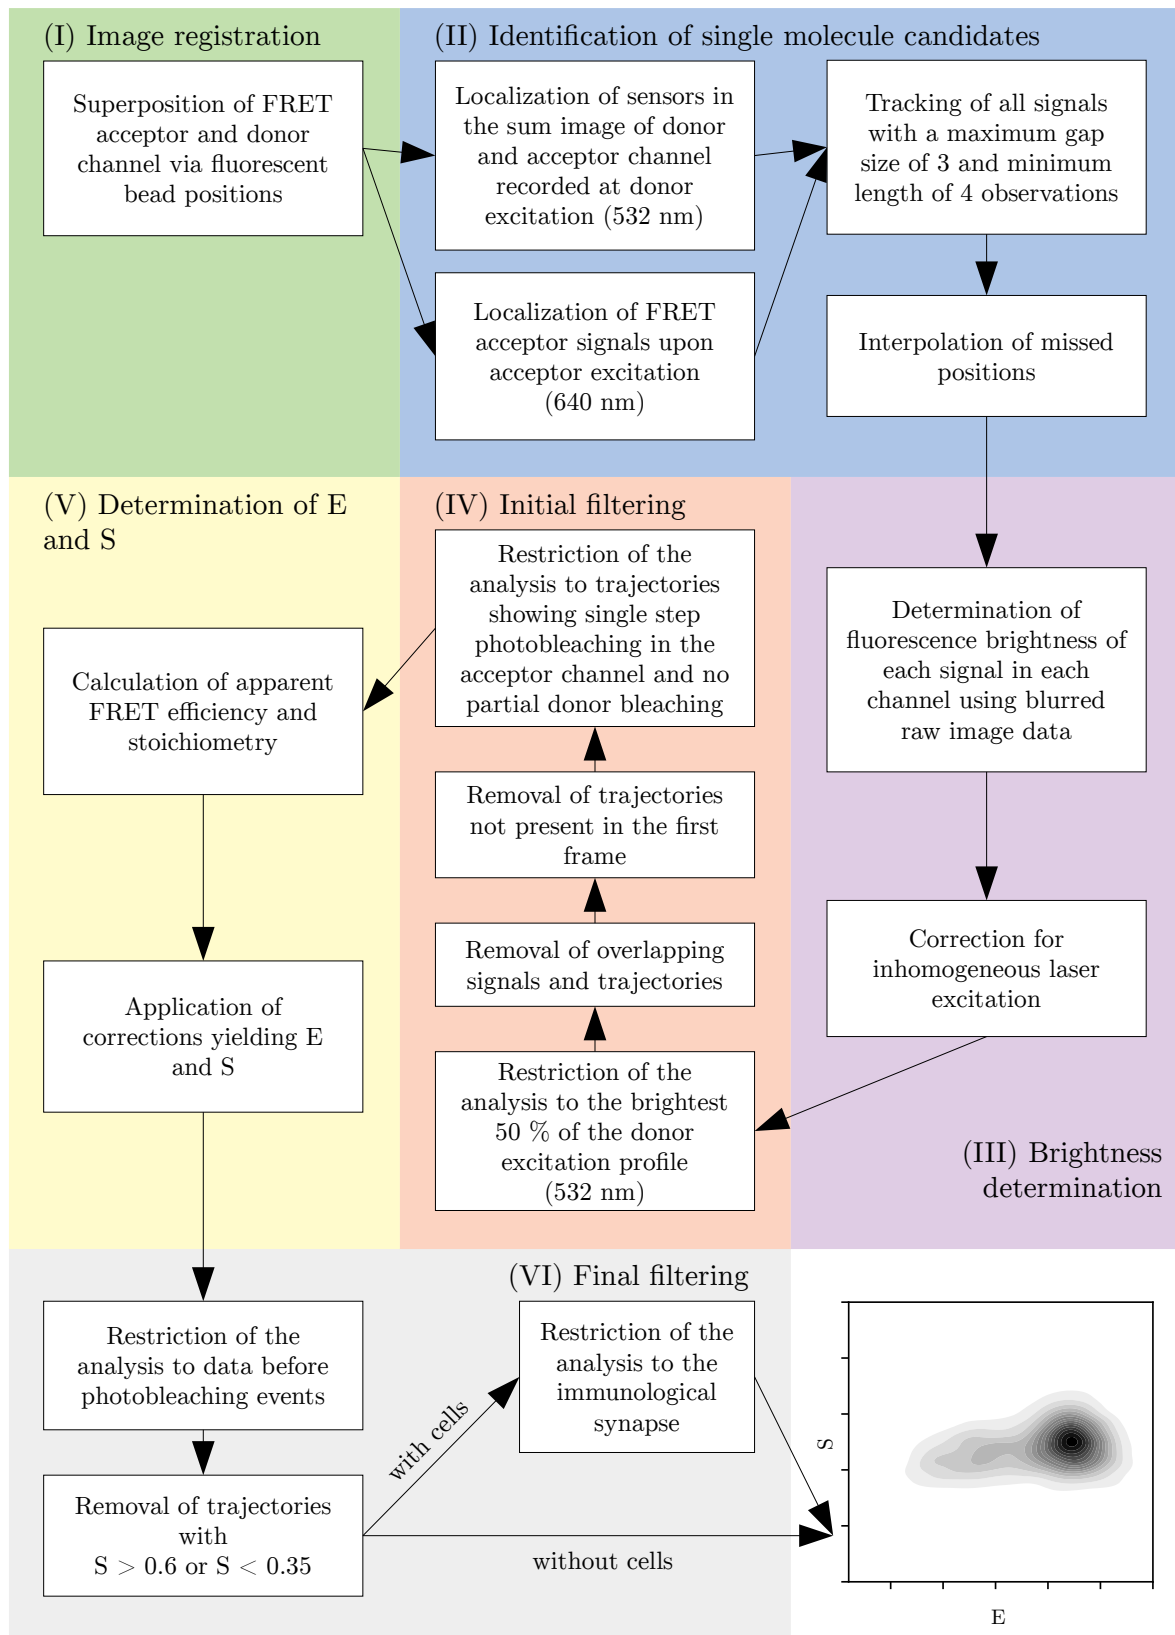 (I) Image registration
Superposition of FRET
acceptor and donor
channel via fluorescent
bead positions
(II) Identification of single molecule candidates
Localization of sensors in
the sum image of donor
and acceptor channel
recorded at donor
excitation (532 nm)
Localization of FRET
acceptor signals upon
acceptor excitation
(640 nm)
Tracking of all signals
with a maximum gap
size of 3 and minimum
length of 4 observations
Interpolation of missed
positions
Determination of
fluorescence brightness of
each signal in each
channel using blurred
raw image data
Correction for
inhomogeneous laser
excitation
(III) Brightness
determination
(IV) Initial filtering
Restriction of the
analysis to trajectories
showing single step
photobleaching in the
acceptor channel and no
partial donor bleaching
Removal of trajectories
not present in the first
frame
Removal of overlapping
signals and trajectories
Restriction of the
analysis to the brightest
50 % of the donor
excitation profile
(532 nm)
(V) Determination of E
and S
Calculation of apparent
FRET efficiency and
stoichiometry
Application of
corrections yielding E
and S
(VI) Final filtering
Restriction of the
analysis to data before
photobleaching events
Removal of trajectories
with
S > 0.6 or S < 0.35
with cells
Restriction of the
analysis to the
immunological
synapse
without cells
S
E